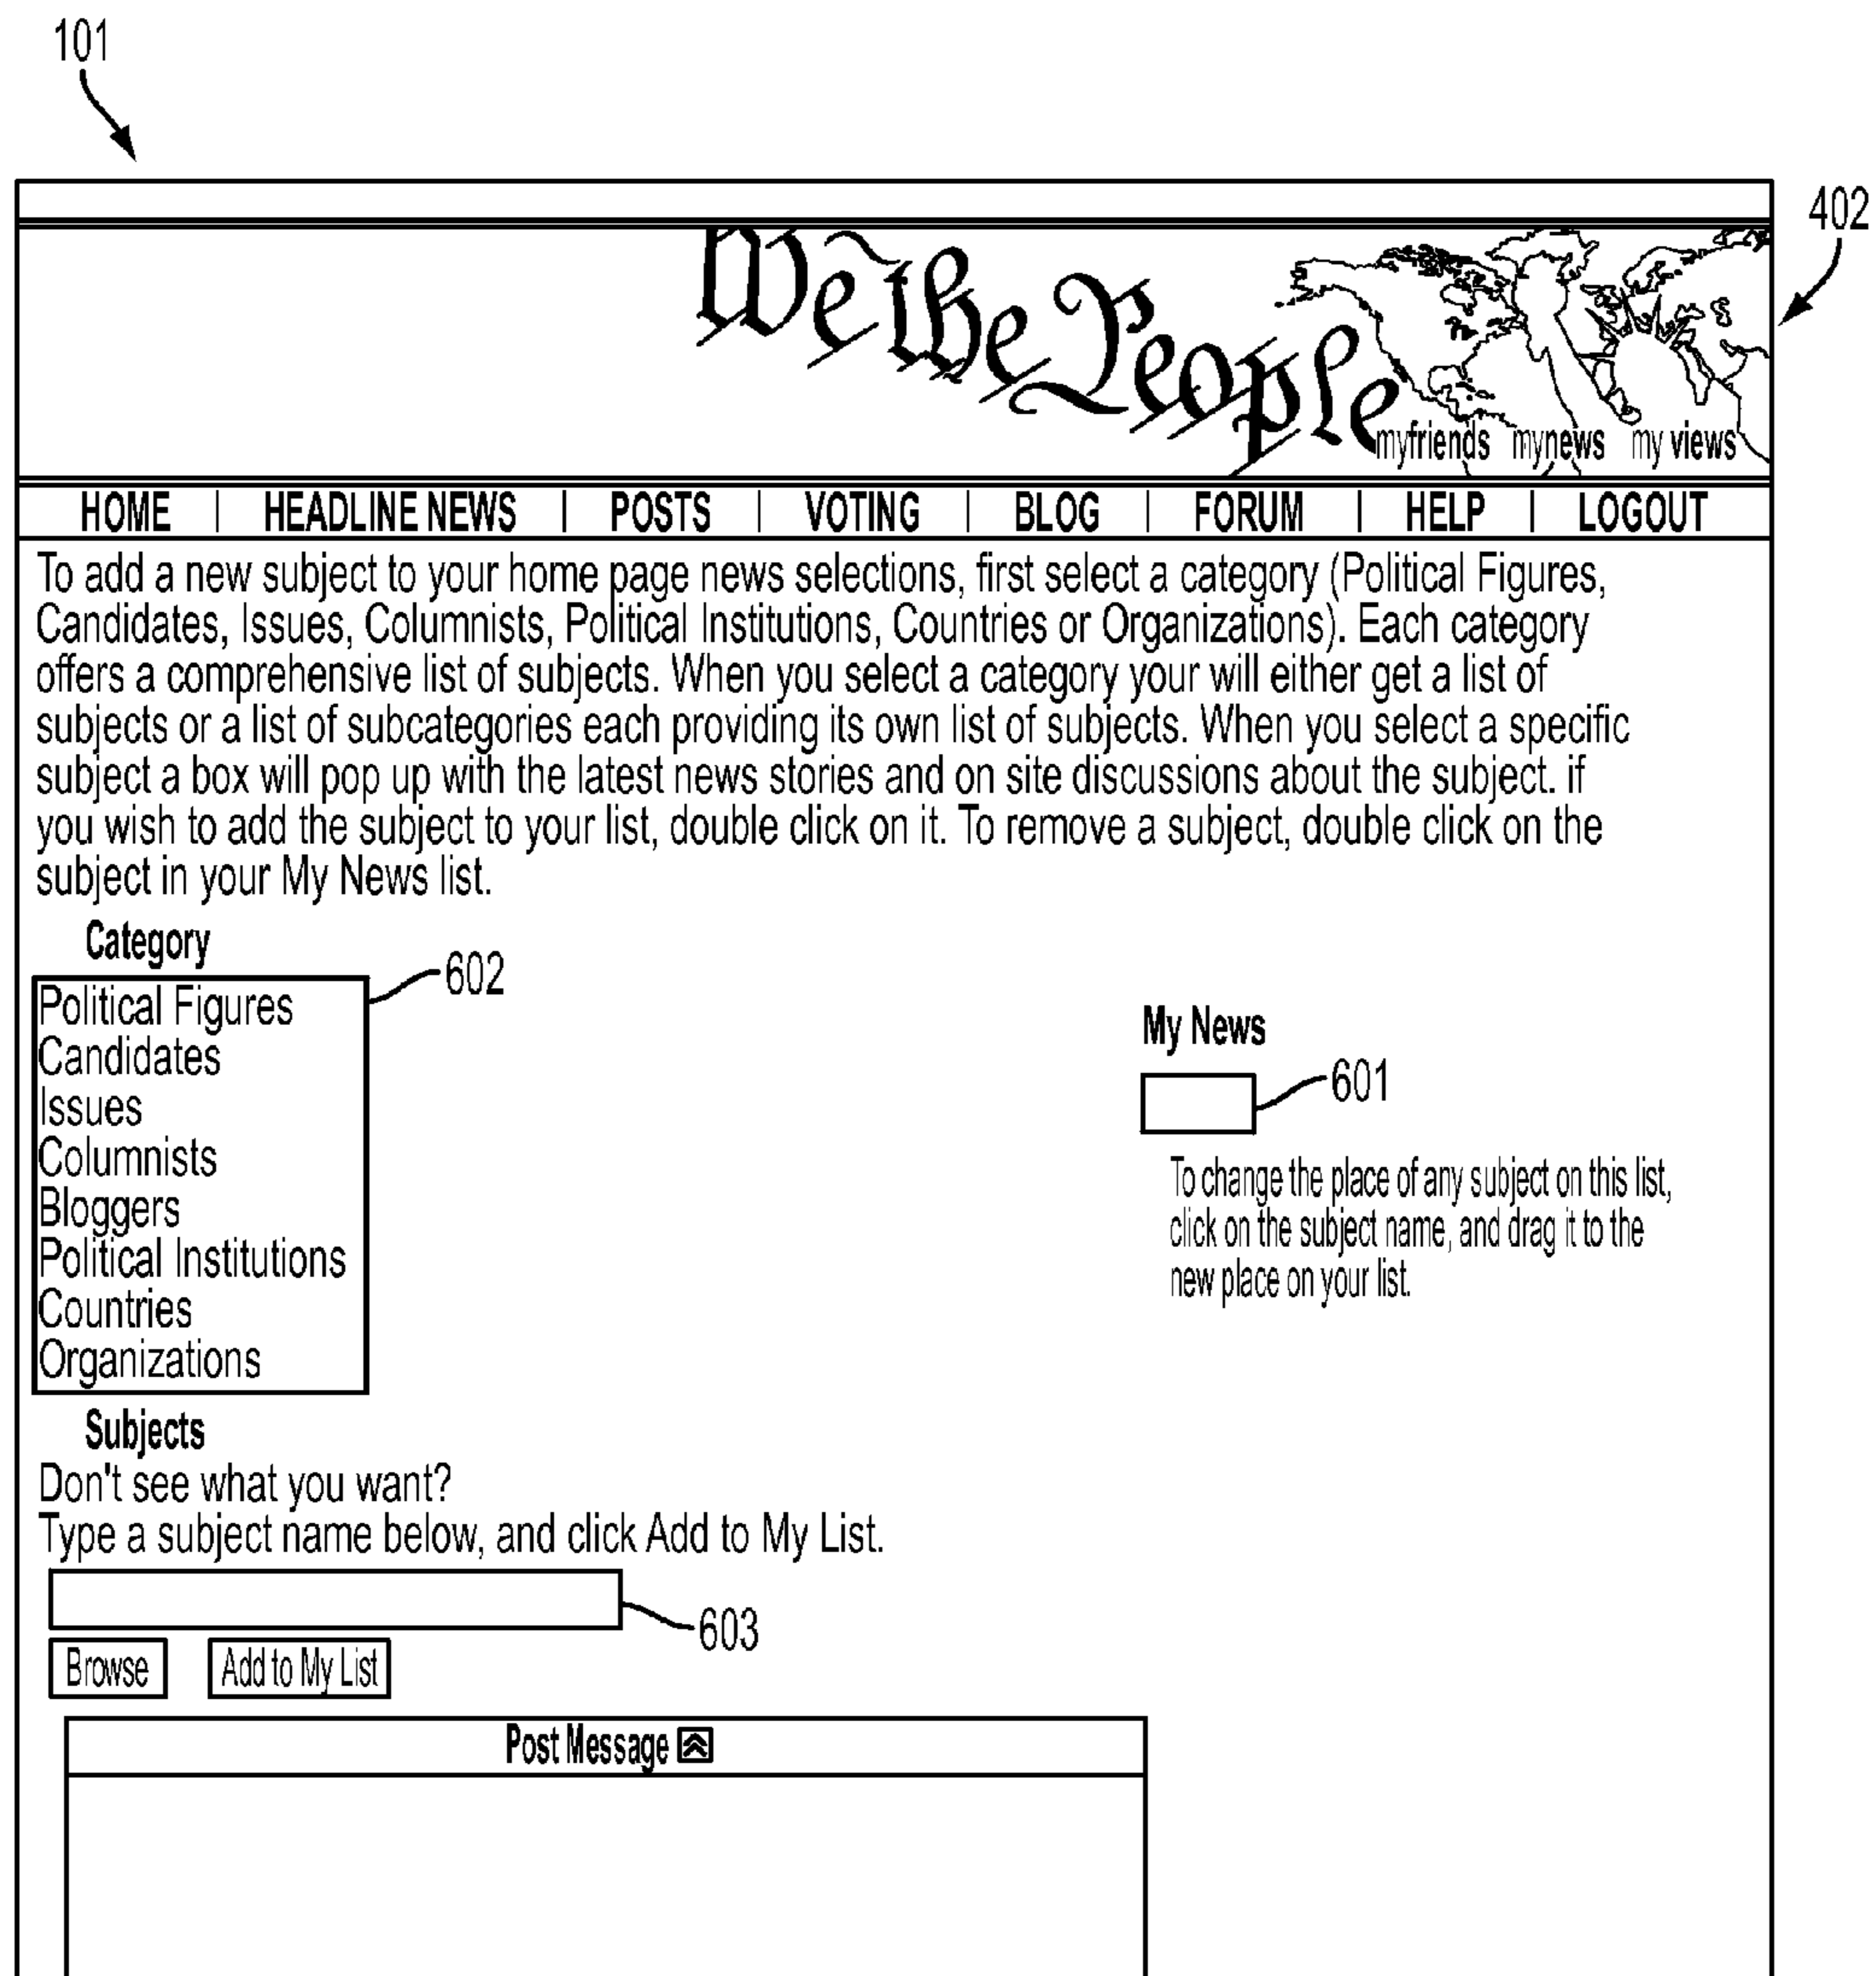 101
402
We the People
myfriends mynews my views
HOME | HEADLINE NEWS | POSTS | VOTING | BLOG | FORUM | HELP | LOGOUT
To add a new subject to your home page news selections, first select a category (Political Figures,
Candidates, Issues, Columnists, Political Institutions, Countries or Organizations). Each category
offers a comprehensive list of subjects. When you select a category your will either get a list of
subjects or a list of subcategories each providing its own list of subjects. When you select a specific
subject a box will pop up with the latest news stories and on site discussions about the subject. if
you wish to add the subject to your list, double click on it. To remove a subject, double click on the
subject in your My News list.
Category
602
Political Figures
Candidates
Issues
Columnists
Bloggers
Political Institutions
Countries
Organizations
My News
601
To change the place of any subject on this list,
click on the subject name, and drag it to the
new place on your list.
Subjects
Don't see what you want?
Type a subject name below, and click Add to My List.
603
Browse Add to My List
Post Message